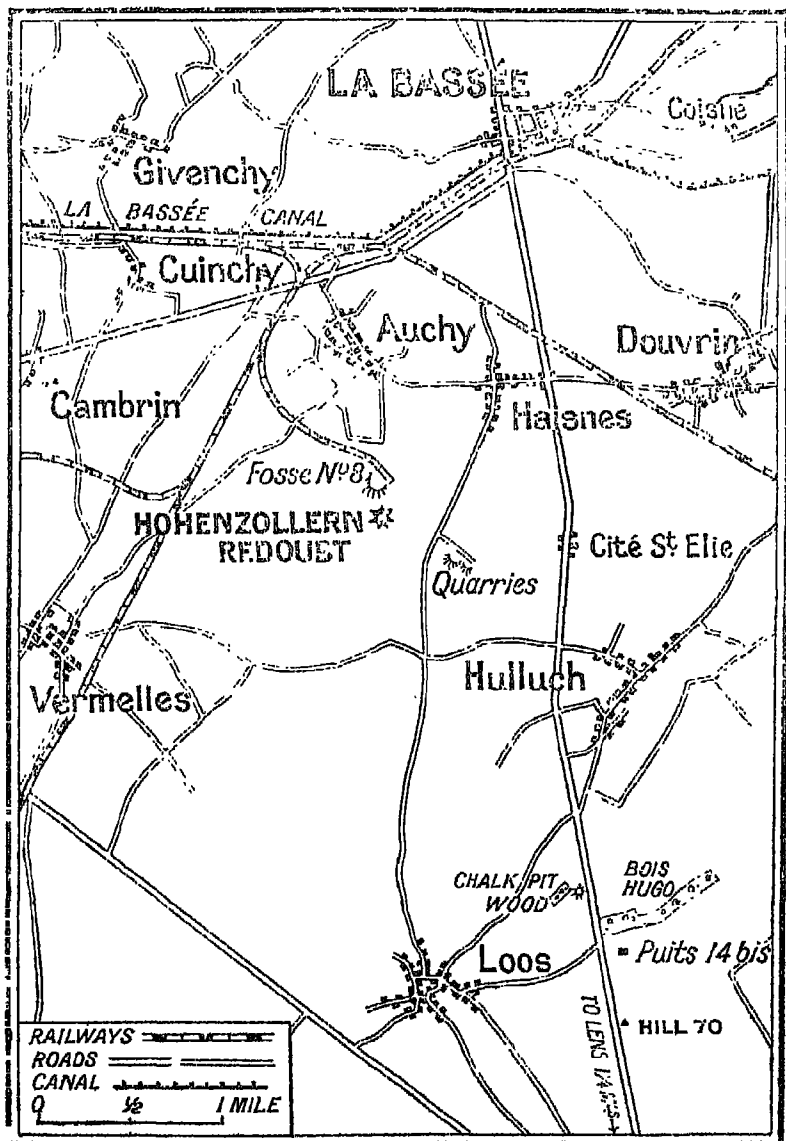 LA BASSÉE
Givenchy
LA BASSÉE CANAL
Cuinchy
Auchy
Douvrin
Cambrin
Haisnes
Fosse Nº 8
HOHENZOLLERN
REDOUBT
Cité St. Elie
Quarries
Hulluch
Vermelles
CHALK PIT
WOOD
BOIS
HUGO
Loos
Puits 14 bis
HILL 70
TO LENS
RAILWAYS
ROADS
CANAL
0 ½ 1 MILE